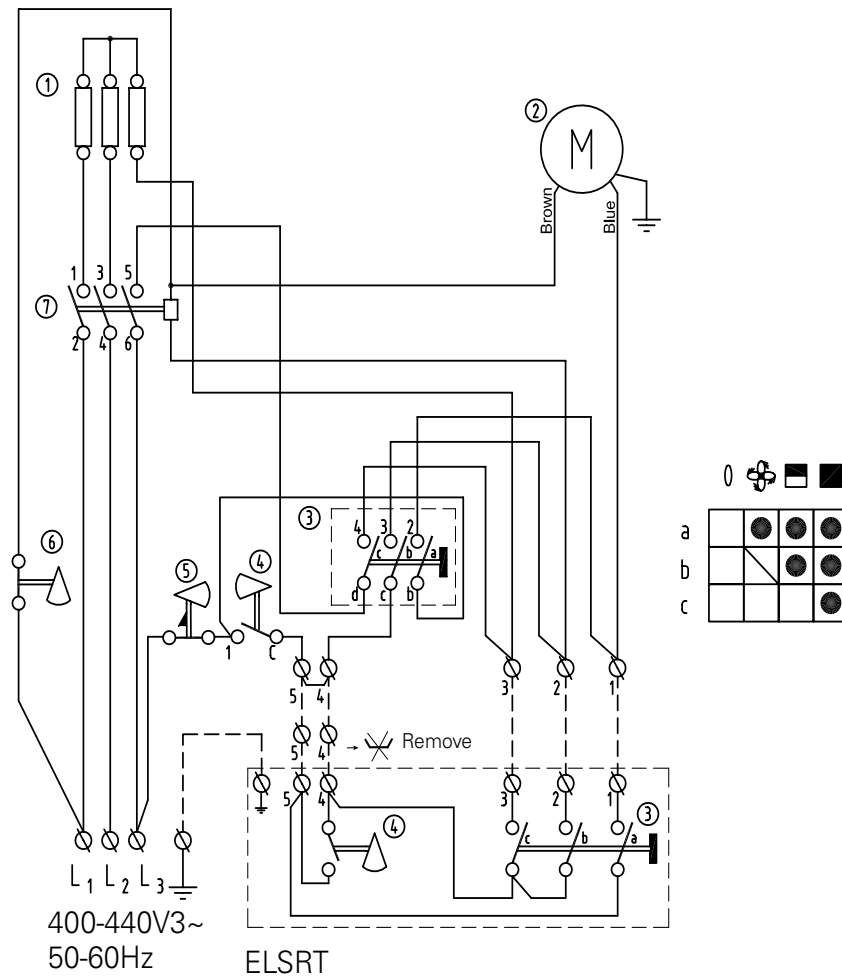 1
2
M
Brown
Blue
1 3 5
7
2 4 6
3
4 3 2
c b a
d c b
a
b
c
6
5
4
1 C
5 4
3 2 1
5 4
→ Remove
5 4 3 2 1
3
4
c b a
L1 L2 L3
400-440V3~
50-60Hz
ELSRT